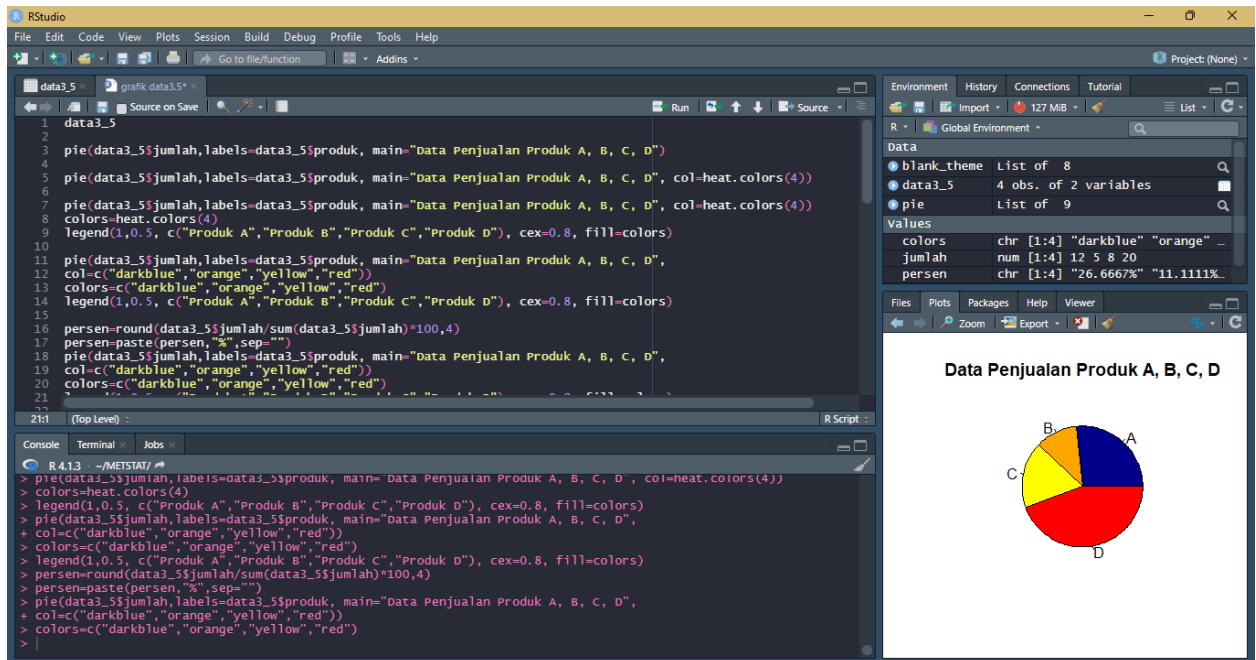 RStudio
File Edit Code View Plots Session Build Debug Profile Tools Help
Go to file/function Addins Project: (None)
data3_5 grafik data3.5*
Source on Save Run Source
1 data3_5
2
3 pie(data3_5$jumlah,labels=data3_5$produk, main="Data Penjualan Produk A, B, C, D")
4
5 pie(data3_5$jumlah,labels=data3_5$produk, main="Data Penjualan Produk A, B, C, D", col=heat.colors(4))
6
7 pie(data3_5$jumlah,labels=data3_5$produk, main="Data Penjualan Produk A, B, C, D", col=heat.colors(4))
8 colors=heat.colors(4)
9 legend(1,0.5, c("Produk A","Produk B","Produk C","Produk D"), cex=0.8, fill=colors)
10
11 pie(data3_5$jumlah,labels=data3_5$produk, main="Data Penjualan Produk A, B, C, D",
12 col=c("darkblue","orange","yellow","red"))
13 colors=c("darkblue","orange","yellow","red")
14 legend(1,0.5, c("Produk A","Produk B","Produk C","Produk D"), cex=0.8, fill=colors)
15
16 persen=round(data3_5$jumlah/sum(data3_5$jumlah)*100,4)
17 persen=paste(persen,"%",sep="")
18 pie(data3_5$jumlah,labels=data3_5$produk, main="Data Penjualan Produk A, B, C, D",
19 col=c("darkblue","orange","yellow","red"))
20 colors=c("darkblue","orange","yellow","red")
21
21:1 (Top Level) R Script
Console Terminal Jobs
R 4.1.3 · ~/METSTAT/
> pie(data3_5$jumlah,labels=data3_5$produk, main="Data Penjualan Produk A, B, C, D", col=heat.colors(4))
> colors=heat.colors(4)
> legend(1,0.5, c("Produk A","Produk B","Produk C","Produk D"), cex=0.8, fill=colors)
> pie(data3_5$jumlah,labels=data3_5$produk, main="Data Penjualan Produk A, B, C, D",
+ col=c("darkblue","orange","yellow","red"))
> colors=c("darkblue","orange","yellow","red")
> legend(1,0.5, c("Produk A","Produk B","Produk C","Produk D"), cex=0.8, fill=colors)
> persen=round(data3_5$jumlah/sum(data3_5$jumlah)*100,4)
> persen=paste(persen,"%",sep="")
> pie(data3_5$jumlah,labels=data3_5$produk, main="Data Penjualan Produk A, B, C, D",
+ col=c("darkblue","orange","yellow","red"))
> colors=c("darkblue","orange","yellow","red")
>
Environment History Connections Tutorial
Import 127 MiB List
R Global Environment
Data
blank_theme List of 8
data3_5 4 obs. of 2 variables
pie List of 9
Values
colors chr [1:4] "darkblue" "orange" …
jumlah num [1:4] 12 5 8 20
persen chr [1:4] "26.6667%" "11.1111%…
Files Plots Packages Help Viewer
Zoom Export
Data Penjualan Produk A, B, C, D
B
A
C
D